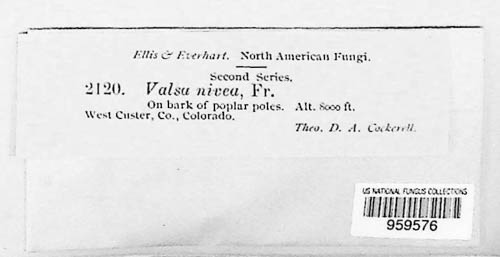 Ellis & Everhart. North American Fungi.
Second Series.
2120. Valsa nivea, Fr.
On bark of poplar poles. Alt. 8000 ft.
West Custer, Co., Colorado.
Theo. D. A. Cockerell.
US NATIONAL FUNGUS COLLECTIONS
959576